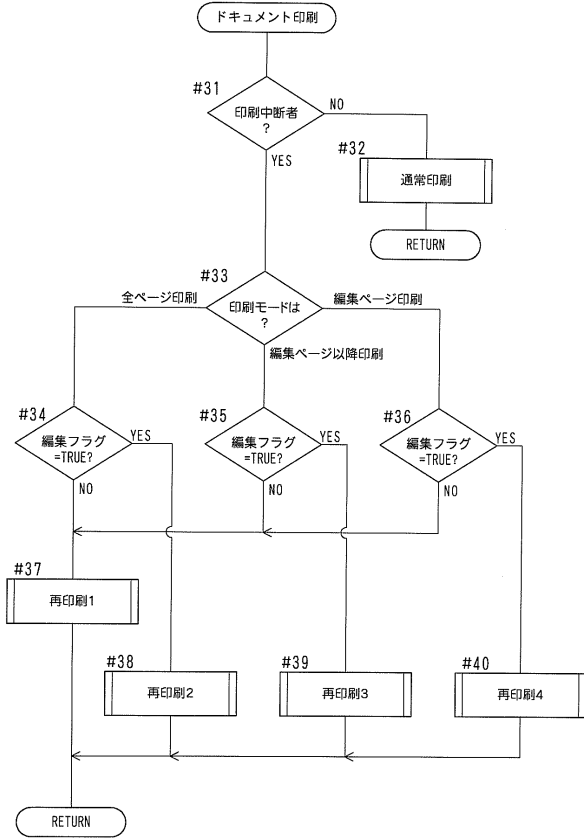 ドキュメント印刷
#31
印刷中断者
?
NO
YES
#32
通常印刷
RETURN
#33
印刷モードは
?
全ページ印刷
編集ページ印刷
編集ページ以降印刷
#34
編集フラグ
=TRUE?
YES
NO
#35
編集フラグ
=TRUE?
YES
NO
#36
編集フラグ
=TRUE?
YES
NO
#37
再印刷1
#38
再印刷2
#39
再印刷3
#40
再印刷4
RETURN